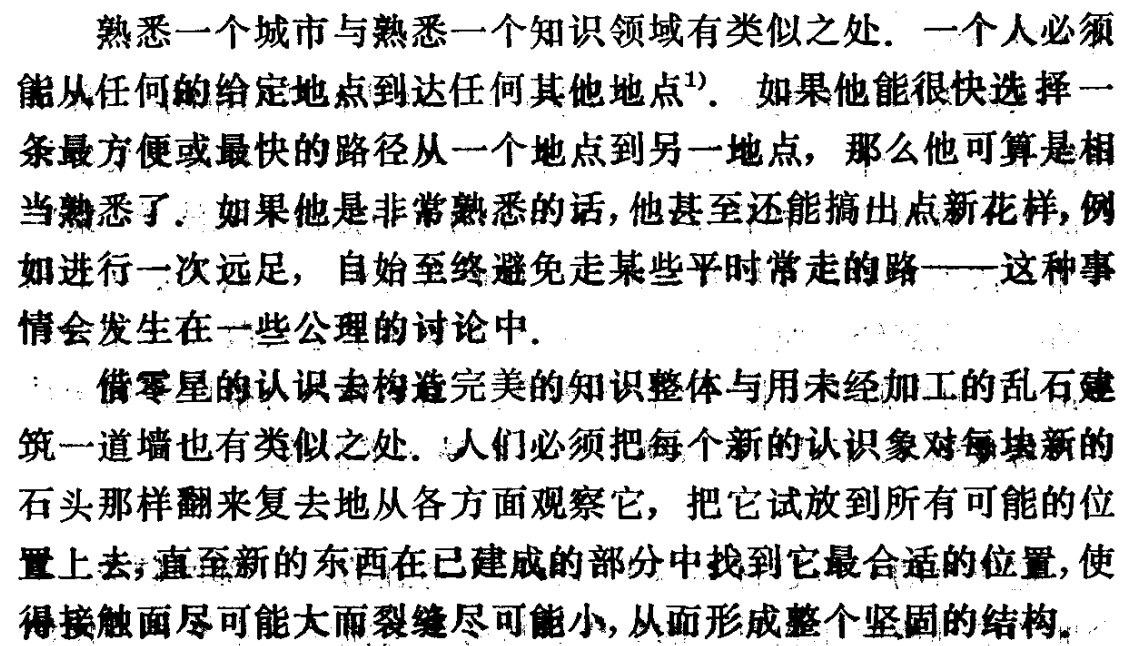 熟悉一个城市与熟悉一个知识领域有类似之处. 一个人必须
能从任何的给定地点到达任何其他地点¹⁾. 如果他能很快选择一
条最方便或最快的路径从一个地点到另一地点, 那么他可算是相
当熟悉了. 如果他是非常熟悉的话, 他甚至还能搞出点新花样, 例
如进行一次远足, 自始至终避免走某些平时常走的路——这种事
情会发生在一些公理的讨论中.
借零星的认识去构造完美的知识整体与用未经加工的乱石建
筑一道墙也有类似之处. 人们必须把每个新的认识象对每块新的
石头那样翻来复去地从各方面观察它, 把它试放到所有可能的位
置上去, 直至新的东西在已建成的部分中找到它最合适的位置, 使
得接触面尽可能大而裂缝尽可能小, 从而形成整个坚固的结构.